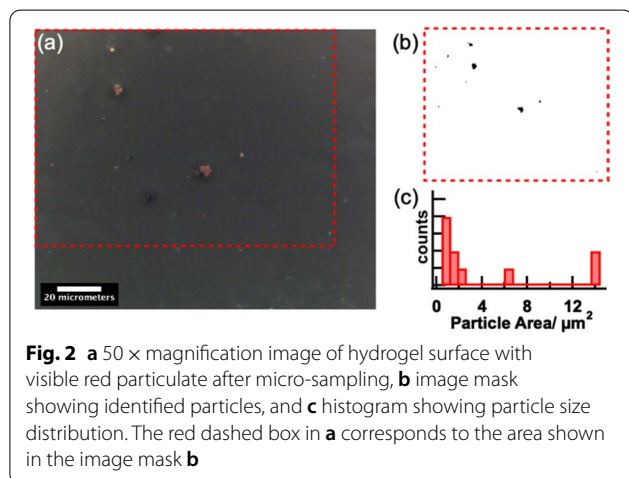 (a)
(b)
20 micrometers
(c)
counts
0 4 8 12
Particle Area/ µm²
Fig. 2 a 50 × magnification image of hydrogel surface with
visible red particulate after micro-sampling, b image mask
showing identified particles, and c histogram showing particle size
distribution. The red dashed box in a corresponds to the area shown
in the image mask b